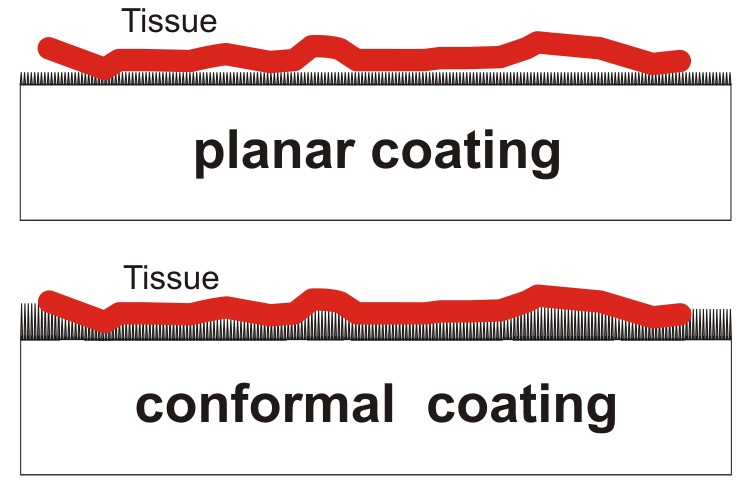 Tissue
planar coating
Tissue
conformal coating